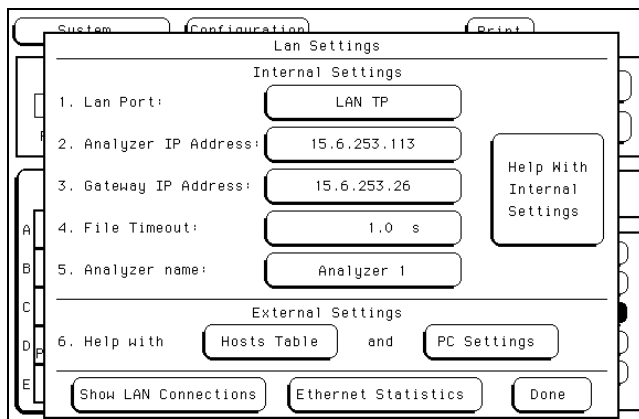 System Configuration Print
Lan Settings
Internal Settings
1. Lan Port: LAN TP
2. Analyzer IP Address: 15.6.253.113
3. Gateway IP Address: 15.6.253.26
4. File Timeout: 1.0 s
5. Analyzer name: Analyzer 1
Help With
Internal
Settings
External Settings
6. Help with Hosts Table and PC Settings
Show LAN Connections Ethernet Statistics Done
A
B
C
D
E